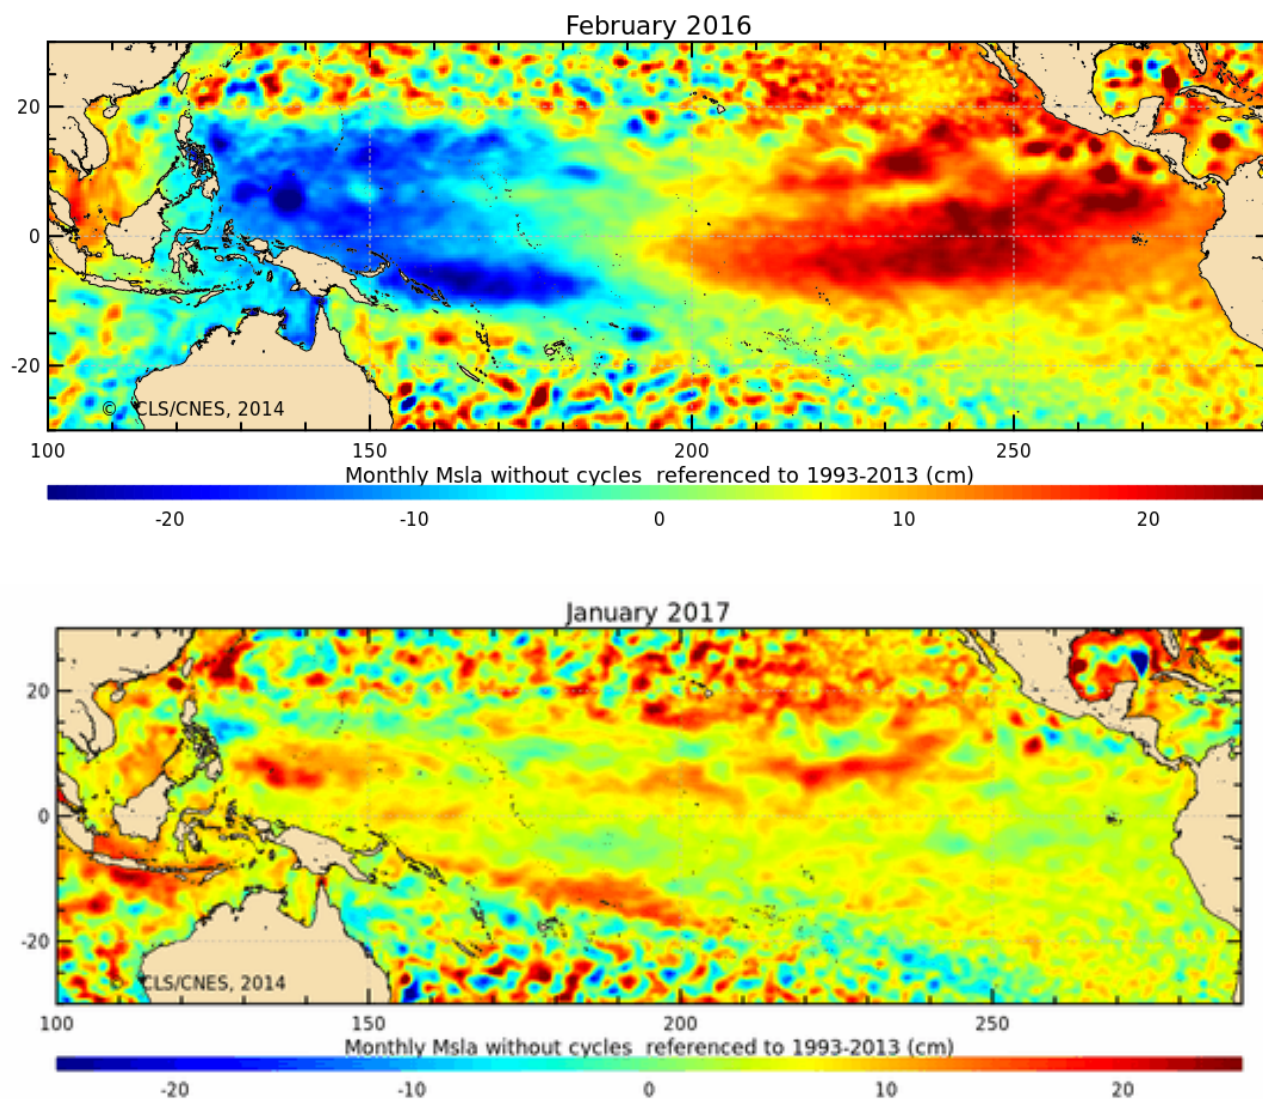 February 2016
20
0
-20
© CLS/CNES, 2014
100 150 200 250
Monthly Msla without cycles  referenced to 1993-2013 (cm)
-20 -10 0 10 20
January 2017
20
0
-20
© CLS/CNES, 2014
100 150 200 250
Monthly Msla without cycles  referenced to 1993-2013 (cm)
-20 -10 0 10 20